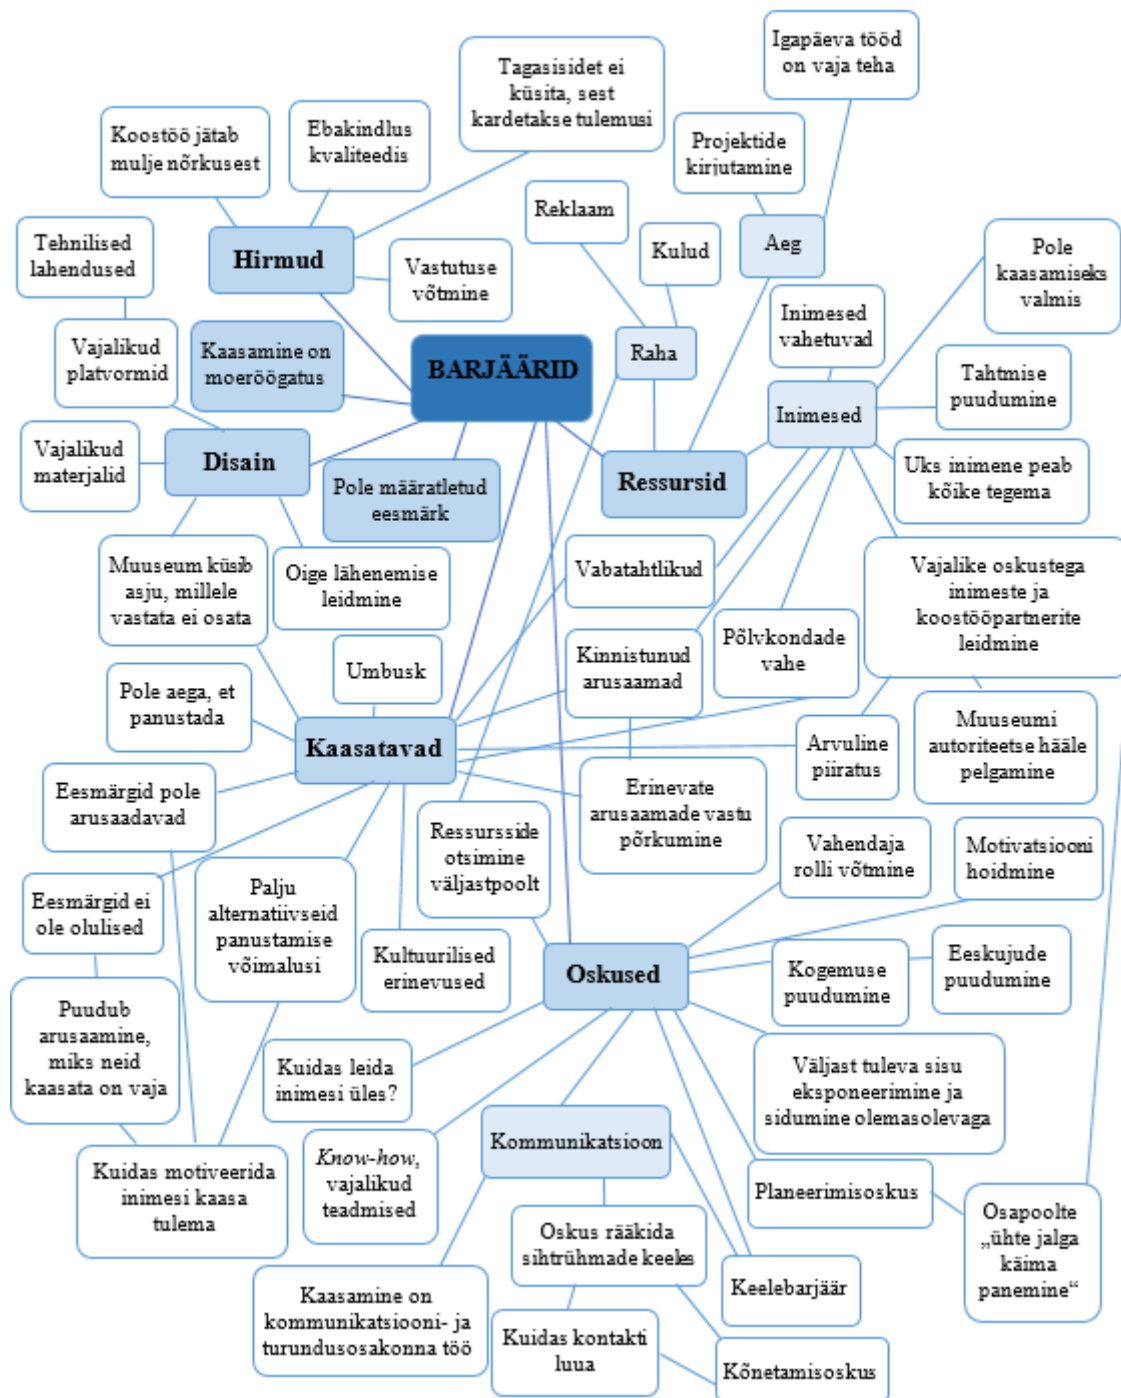 Igapäeva tööd
on vaja teha
Tagasisidet ei
küsita, sest
kardetakse tulemusi
Koostöö jätab
mulje nõrkusest
Ebakindlus
kvaliteedis
Projektide
kirjutamine
Reklaam
Tehnilised
lahendused
Hirmud
Vastutuse
võtmine
Kulud
Aeg
Pole
kaasamiseks
valmis
Inimesed
vahetuvad
Vajalikud
platvormid
Kaasamine on
moeröögatus
BARJÄÄRID
Raha
Tahtmise
puudumine
Inimesed
Vajalikud
materjalid
Disain
Pole määratletud
eesmärk
Ressursid
Uks inimene peab
kõike tegema
Muuseum küsib
asju, millele
vastata ei osata
Oige lähenemise
leidmine
Vabatahtlikud
Vajalike oskustega
inimeste ja
koostööpartnerite
leidmine
Põlvkondade
vahe
Kinnistunud
arusaamad
Umbusk
Pole aega, et
panustada
Kaasatavad
Arvuline
piiratus
Muuseumi
autoriteetse hääle
pelgamine
Eesmärgid pole
arusaadavad
Erinevate
arusaamade vastu
põrkumine
Ressursside
otsimine
väljastpoolt
Vahendaja
rolli võtmine
Motivatsiooni
hoidmine
Eesmärgid ei
ole olulised
Palju
alternatiivseid
panustamise
võimalusi
Kultuurilised
erinevused
Oskused
Kogemuse
puudumine
Eeskujude
puudumine
Puudub
arusaamine,
miks neid
kaasata on vaja
Kuidas leida
inimesi üles?
Väljast tuleva sisu
eksponeerimine ja
sidumine olemasolevaga
Kommunikatsioon
Know-how,
vajalikud
teadmised
Kuidas motiveerida
inimesi kaasa
tulema
Planeerimisoskus
Osapoolte
„ühte jalga
käima
panemine“
Oskus rääkida
sihtrühmade keeles
Keelebarjäär
Kaasamine on
kommunikatsiooni- ja
turundusosakonna töö
Kuidas kontakti
luua
Kõnetamisoskus